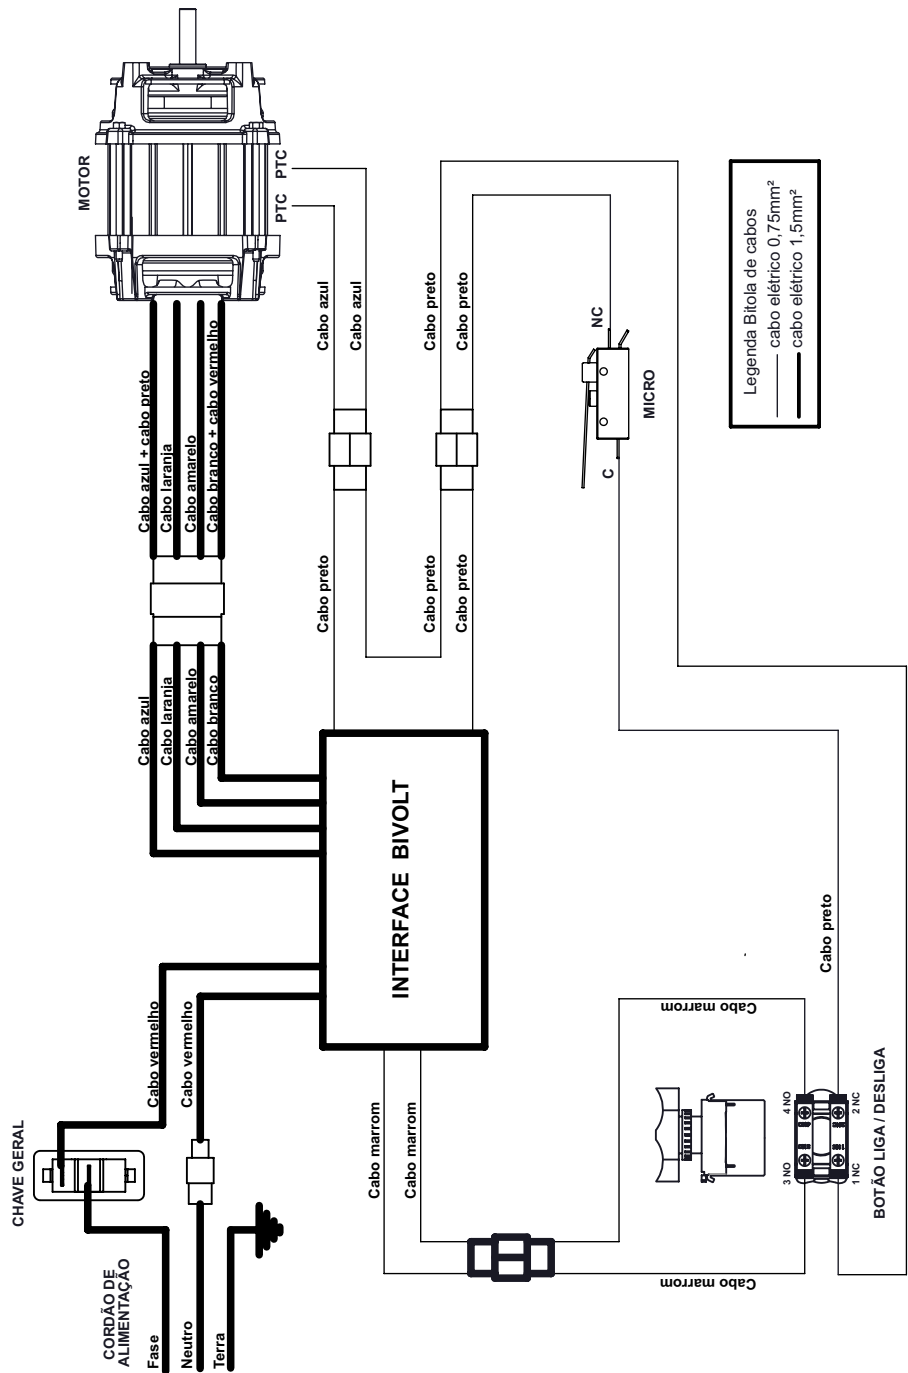 MOTOR
PTC
PTC
Cabo azul + cabo preto
Cabo laranja
Cabo amarelo
Cabo branco + cabo vermelho
Cabo azul
Cabo azul
Cabo preto
Cabo preto
NC
MICRO
C
Legenda Bitola de cabos
cabo elétrico 0,75mm²
cabo elétrico 1,5mm²
Cabo azul
Cabo laranja
Cabo amarelo
Cabo branco
Cabo preto
Cabo preto
Cabo preto
INTERFACE BIVOLT
Cabo vermelho
Cabo vermelho
Cabo marrom
Cabo marrom
Cabo marrom
Cabo marrom
Cabo preto
CHAVE GERAL
CORDÃO DE
ALIMENTAÇÃO
Fase
Neutro
Terra
4 NO
2 NC
3 NO
1 NC
BOTÃO LIGA / DESLIGA